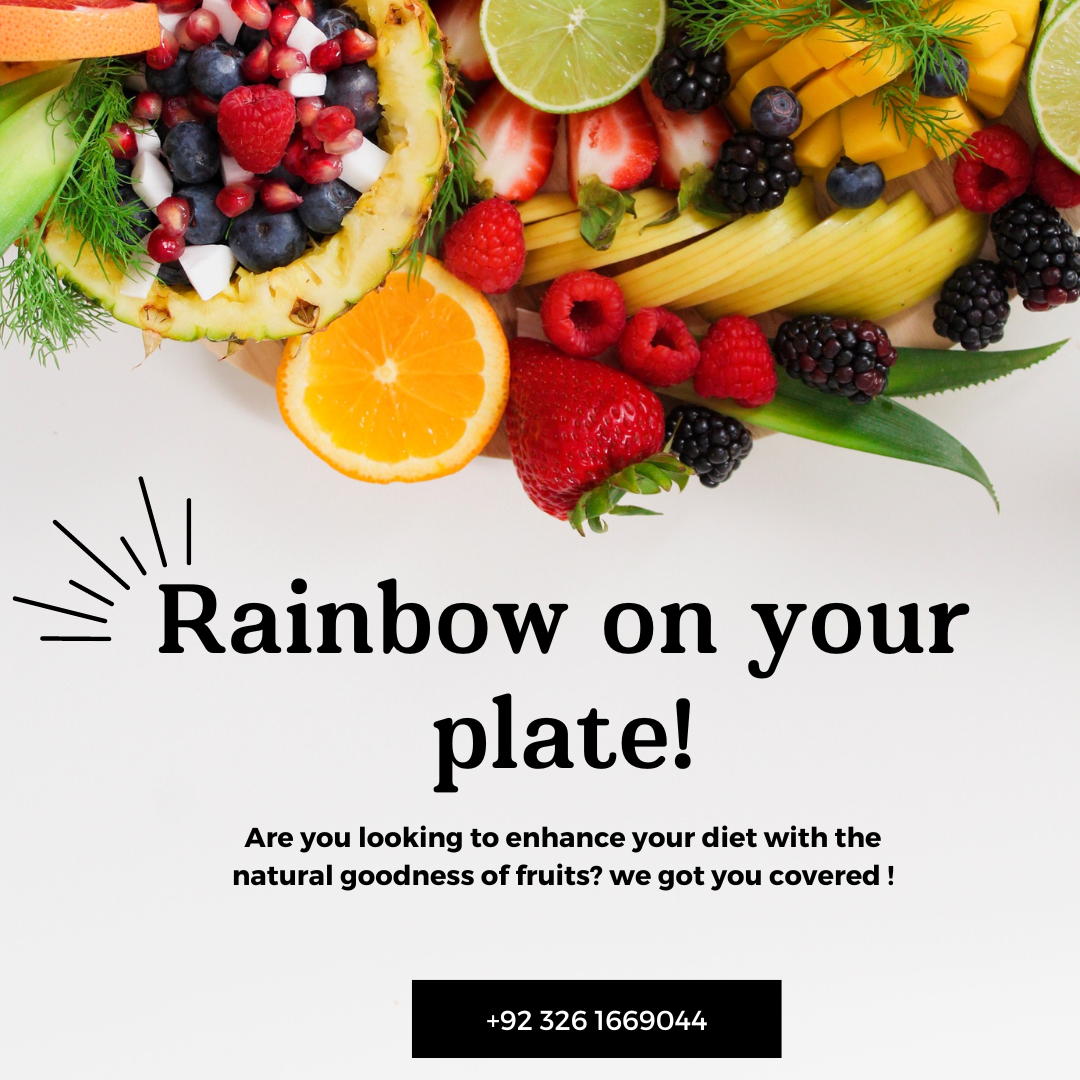 Rainbow on your
plate!
Are you looking to enhance your diet with the
natural goodness of fruits? we got you covered !
+92 326 1669044